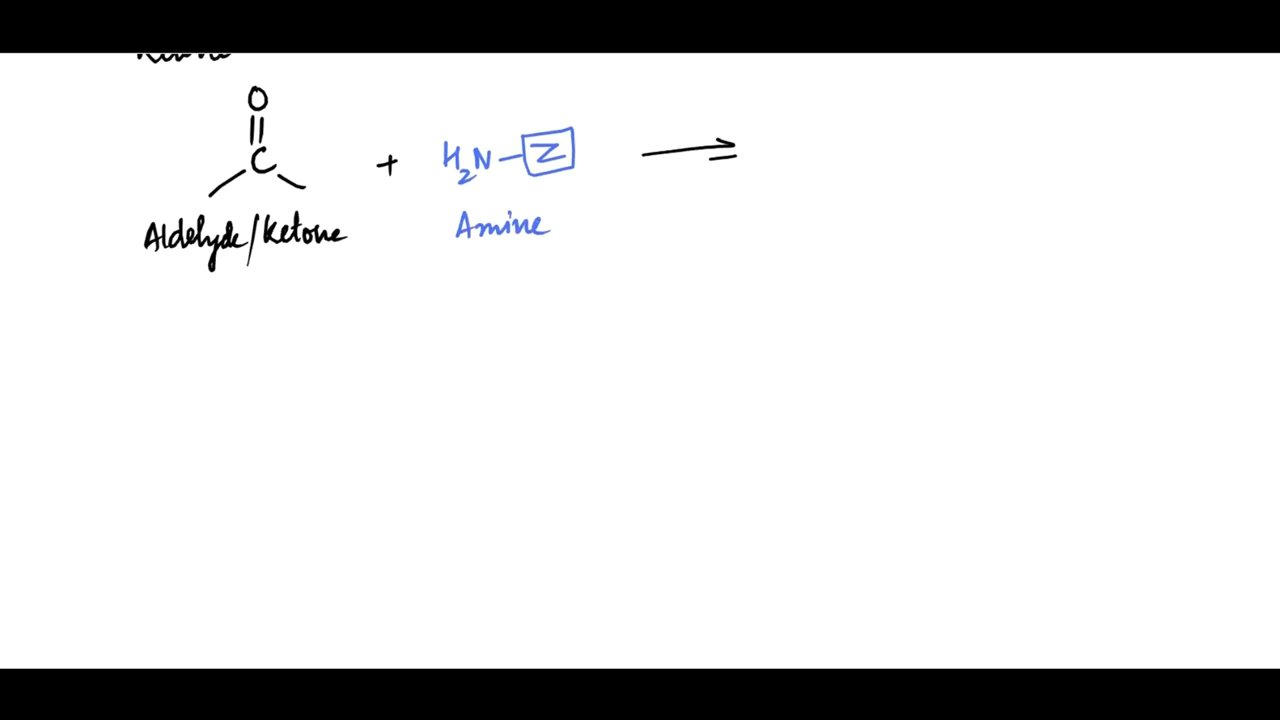 O
||
C + H₂N – Z
Aldehyde/Ketone Amine